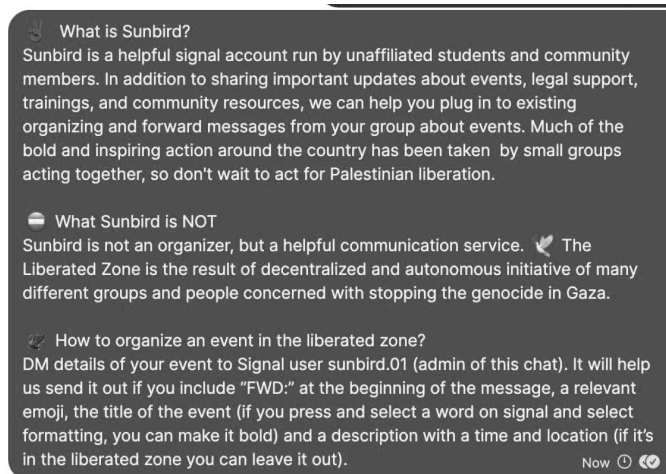 What is Sunbird?
Sunbird is a helpful signal account run by unaffiliated students and community
members. In addition to sharing important updates about events, legal support,
trainings, and community resources, we can help you plug in to existing
organizing and forward messages from your group about events. Much of the
bold and inspiring action around the country has been taken by small groups
acting together, so don't wait to act for Palestinian liberation.
What Sunbird is NOT
Sunbird is not an organizer, but a helpful communication service. The
Liberated Zone is the result of decentralized and autonomous initiative of many
different groups and people concerned with stopping the genocide in Gaza.
How to organize an event in the liberated zone?
DM details of your event to Signal user sunbird.01 (admin of this chat). It will help
us send it out if you include “FWD:” at the beginning of the message, a relevant
emoji, the title of the event (if you press and select a word on signal and select
formatting, you can make it bold) and a description with a time and location (if it’s
in the liberated zone you can leave it out).
Now